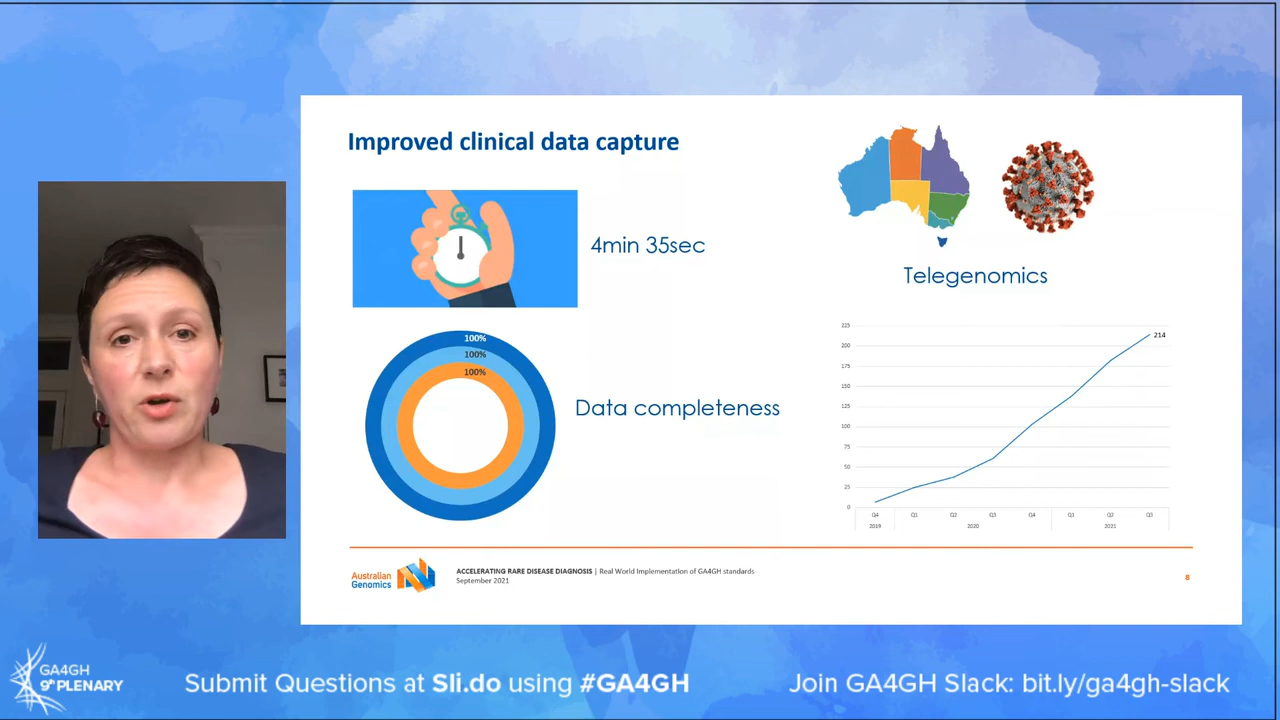 Improved clinical data capture
4min 35sec
100%
100%
100%
Data completeness
Telegenomics
225
200
175
150
125
100
75
50
25
0
214
Q4
Q1
Q2
Q3
Q4
Q1
Q2
Q3
2019
2020
2021
Australian
Genomics
ACCELERATING RARE DISEASE DIAGNOSIS | Real World Implementation of GA4GH standards
September 2021
8
GA4GH
9th PLENARY
Submit Questions at Sli.do using #GA4GH
Join GA4GH Slack: bit.ly/ga4gh-slack